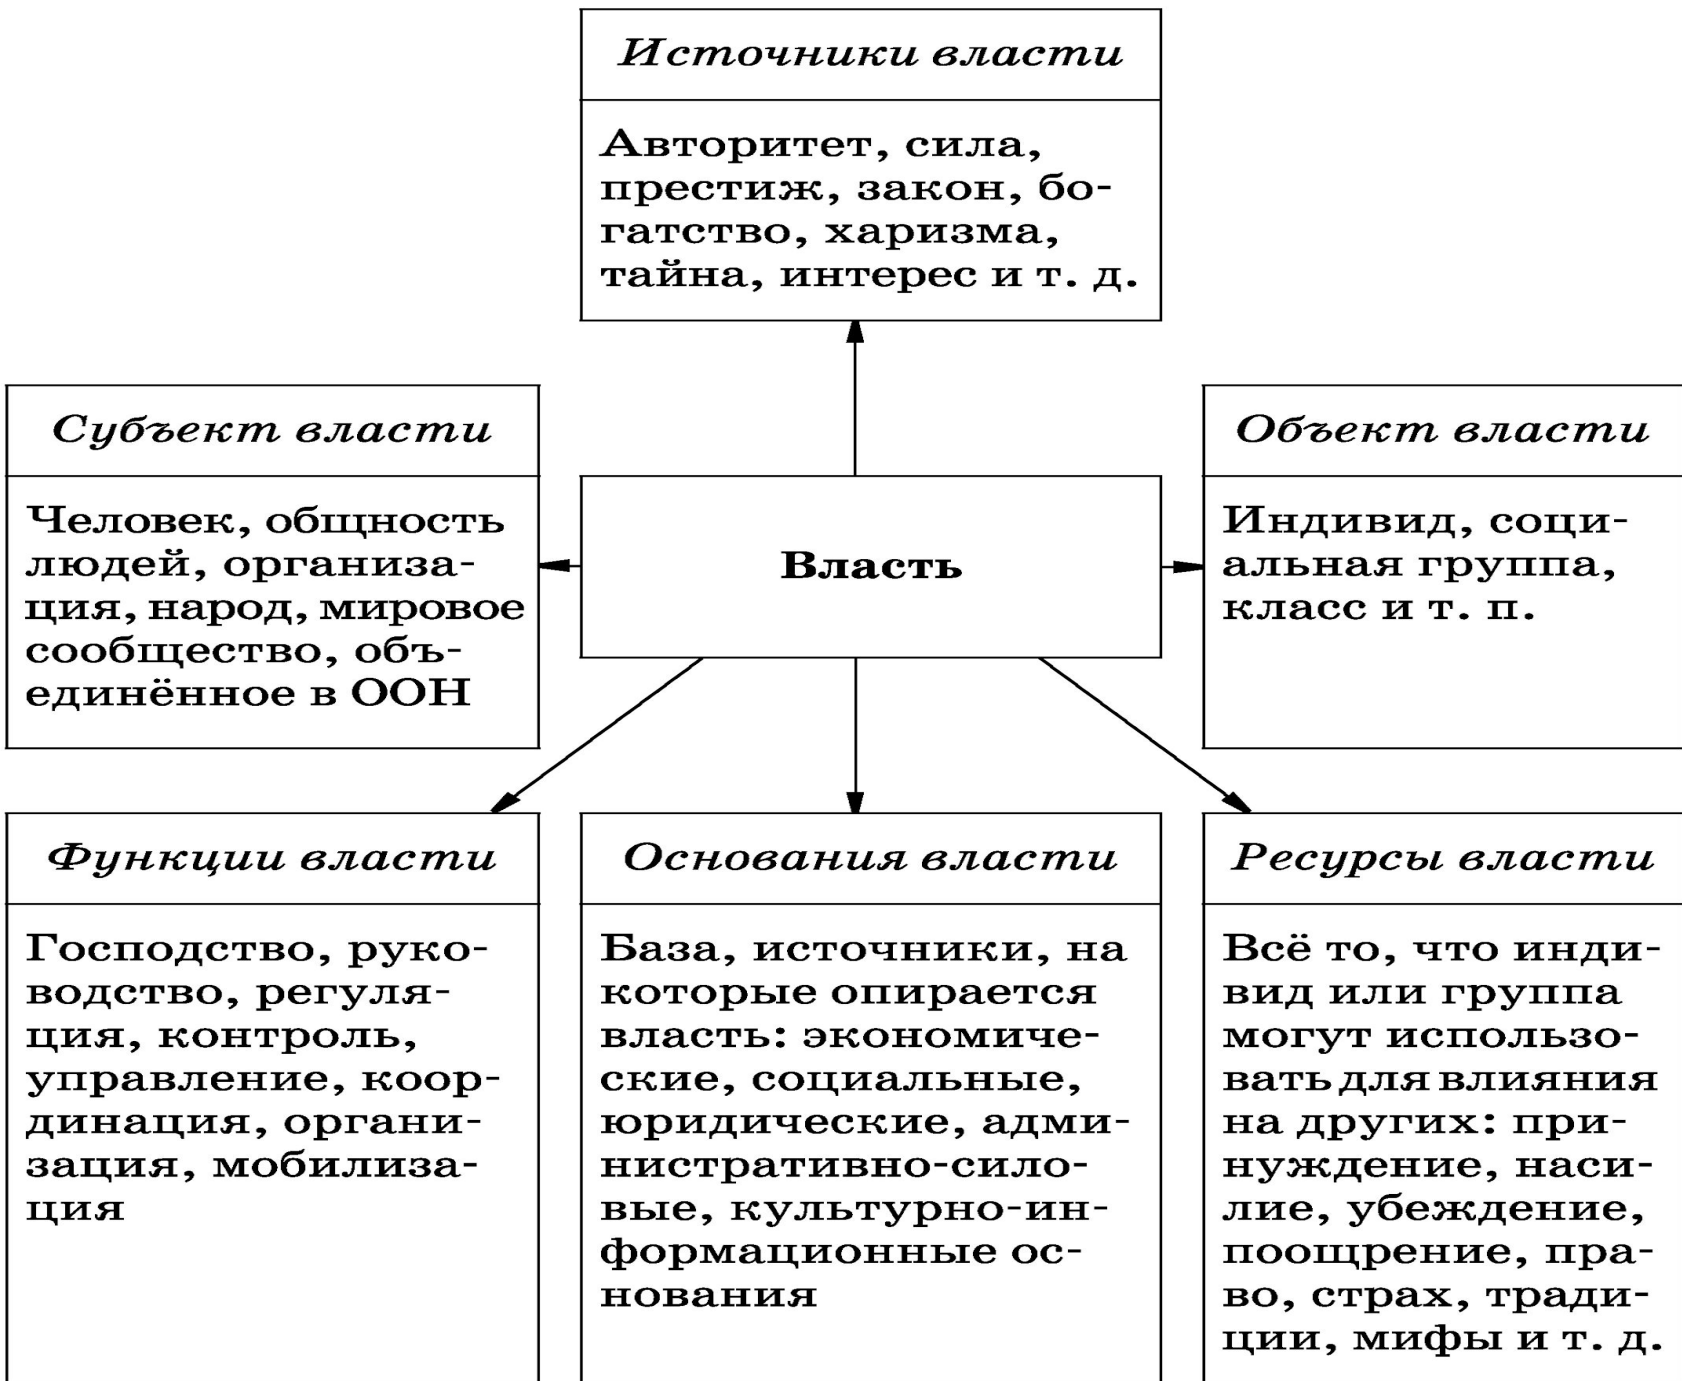 Источники власти
Авторитет, сила,
престиж, закон, бо-
гатство, харизма,
тайна, интерес и т. д.
Субъект власти
Человек, общность
людей, организа-
ция, народ, мировое
сообщество, объ-
единённое в ООН
Власть
Объект власти
Индивид, соци-
альная группа,
класс и т. п.
Функции власти
Господство, руко-
водство, регуля-
ция, контроль,
управление, коор-
динация, органи-
зация, мобилиза-
ция
Основания власти
База, источники, на
которые опирается
власть: экономиче-
ские, социальные,
юридические, адми-
нистративно-сило-
вые, культурно-ин-
формационные ос-
нования
Ресурсы власти
Всё то, что инди-
вид или группа
могут использо-
вать для влияния
на других: при-
нуждение, наси-
лие, убеждение,
поощрение, пра-
во, страх, тради-
ции, мифы и т. д.